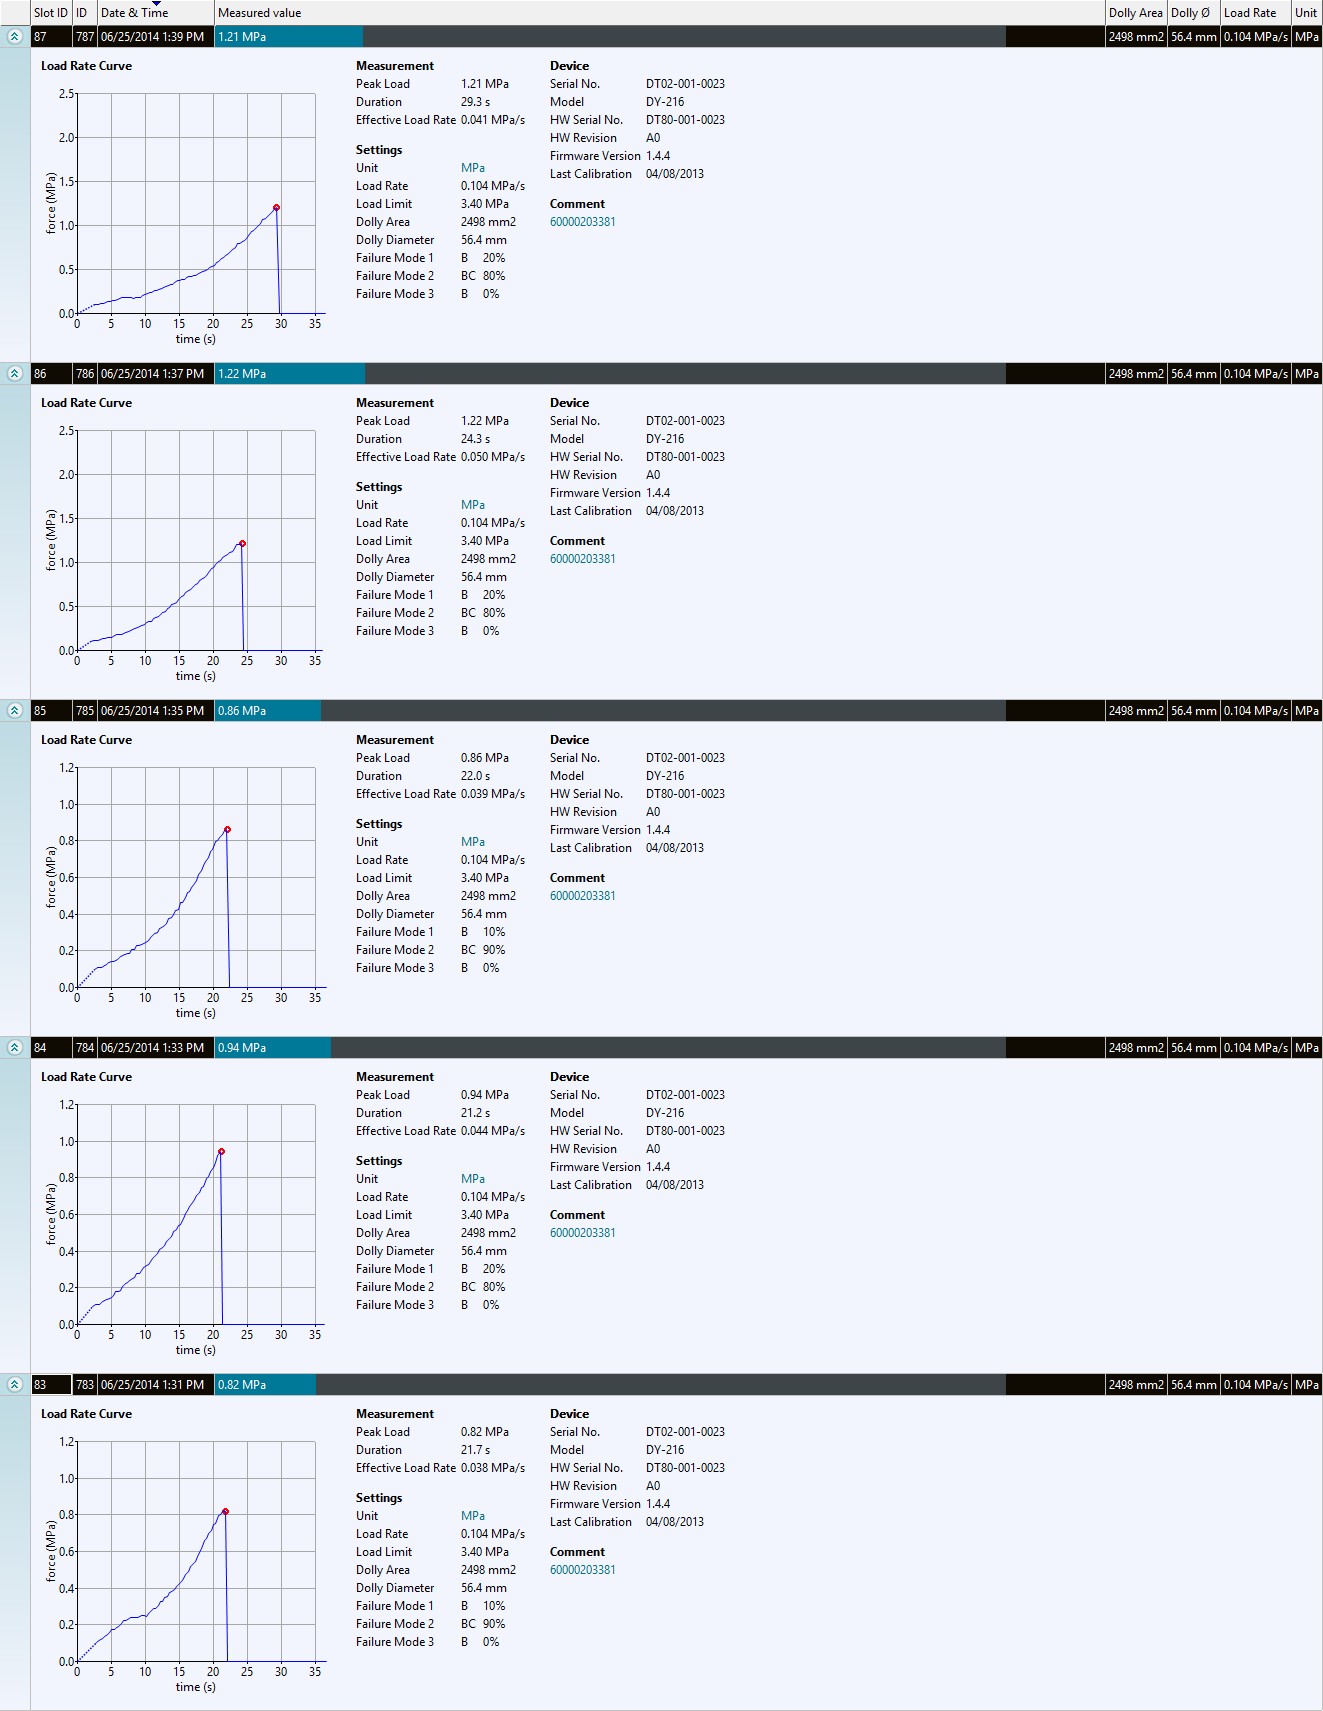 Slot ID ID Date & Time Measured value Dolly Area Dolly Ø Load Rate Unit
87 787 06/25/2014 1:39 PM 1.21 MPa 2498 mm2 56.4 mm 0.104 MPa/s MPa
Load Rate Curve
2.5
2.0
1.5
1.0
0.5
0.0
force (MPa)
0 5 10 15 20 25 30 35
time (s)
Measurement
Peak Load 1.21 MPa
Duration 29.3 s
Effective Load Rate 0.041 MPa/s
Settings
Unit MPa
Load Rate 0.104 MPa/s
Load Limit 3.40 MPa
Dolly Area 2498 mm2
Dolly Diameter 56.4 mm
Failure Mode 1 B 20%
Failure Mode 2 BC 80%
Failure Mode 3 B 0%
Device
Serial No. DT02-001-0023
Model DY-216
HW Serial No. DT80-001-0023
HW Revision A0
Firmware Version 1.4.4
Last Calibration 04/08/2013
Comment
60000203381
86 786 06/25/2014 1:37 PM 1.22 MPa 2498 mm2 56.4 mm 0.104 MPa/s MPa
Load Rate Curve
2.5
2.0
1.5
1.0
0.5
0.0
force (MPa)
0 5 10 15 20 25 30 35
time (s)
Measurement
Peak Load 1.22 MPa
Duration 24.3 s
Effective Load Rate 0.050 MPa/s
Settings
Unit MPa
Load Rate 0.104 MPa/s
Load Limit 3.40 MPa
Dolly Area 2498 mm2
Dolly Diameter 56.4 mm
Failure Mode 1 B 20%
Failure Mode 2 BC 80%
Failure Mode 3 B 0%
Device
Serial No. DT02-001-0023
Model DY-216
HW Serial No. DT80-001-0023
HW Revision A0
Firmware Version 1.4.4
Last Calibration 04/08/2013
Comment
60000203381
85 785 06/25/2014 1:35 PM 0.86 MPa 2498 mm2 56.4 mm 0.104 MPa/s MPa
Load Rate Curve
1.2
1.0
0.8
0.6
0.4
0.2
0.0
force (MPa)
0 5 10 15 20 25 30 35
time (s)
Measurement
Peak Load 0.86 MPa
Duration 22.0 s
Effective Load Rate 0.039 MPa/s
Settings
Unit MPa
Load Rate 0.104 MPa/s
Load Limit 3.40 MPa
Dolly Area 2498 mm2
Dolly Diameter 56.4 mm
Failure Mode 1 B 10%
Failure Mode 2 BC 90%
Failure Mode 3 B 0%
Device
Serial No. DT02-001-0023
Model DY-216
HW Serial No. DT80-001-0023
HW Revision A0
Firmware Version 1.4.4
Last Calibration 04/08/2013
Comment
60000203381
84 784 06/25/2014 1:33 PM 0.94 MPa 2498 mm2 56.4 mm 0.104 MPa/s MPa
Load Rate Curve
1.2
1.0
0.8
0.6
0.4
0.2
0.0
force (MPa)
0 5 10 15 20 25 30 35
time (s)
Measurement
Peak Load 0.94 MPa
Duration 21.2 s
Effective Load Rate 0.044 MPa/s
Settings
Unit MPa
Load Rate 0.104 MPa/s
Load Limit 3.40 MPa
Dolly Area 2498 mm2
Dolly Diameter 56.4 mm
Failure Mode 1 B 20%
Failure Mode 2 BC 80%
Failure Mode 3 B 0%
Device
Serial No. DT02-001-0023
Model DY-216
HW Serial No. DT80-001-0023
HW Revision A0
Firmware Version 1.4.4
Last Calibration 04/08/2013
Comment
60000203381
83 783 06/25/2014 1:31 PM 0.82 MPa 2498 mm2 56.4 mm 0.104 MPa/s MPa
Load Rate Curve
1.2
1.0
0.8
0.6
0.4
0.2
0.0
force (MPa)
0 5 10 15 20 25 30 35
time (s)
Measurement
Peak Load 0.82 MPa
Duration 21.7 s
Effective Load Rate 0.038 MPa/s
Settings
Unit MPa
Load Rate 0.104 MPa/s
Load Limit 3.40 MPa
Dolly Area 2498 mm2
Dolly Diameter 56.4 mm
Failure Mode 1 B 10%
Failure Mode 2 BC 90%
Failure Mode 3 B 0%
Device
Serial No. DT02-001-0023
Model DY-216
HW Serial No. DT80-001-0023
HW Revision A0
Firmware Version 1.4.4
Last Calibration 04/08/2013
Comment
60000203381